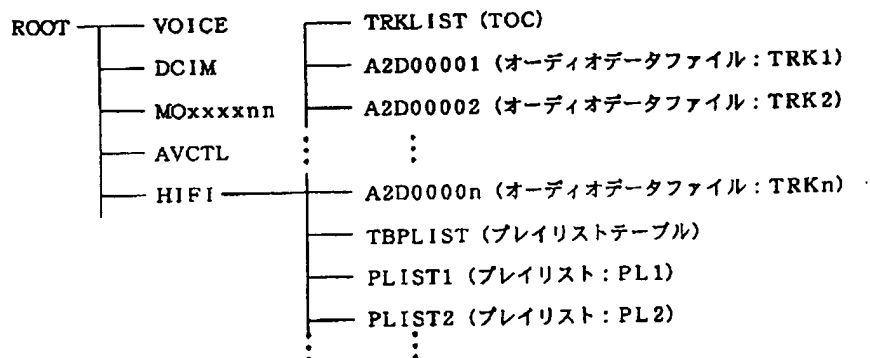 ROOT
VOICE
DCIM
MOxxxxnn
AVCTL
HIFI
TRKLIST (TOC)
A2D00001 (オーディオデータファイル:TRK1)
A2D00002 (オーディオデータファイル:TRK2)
A2D0000n (オーディオデータファイル:TRKn)
TBPLIST (プレイリストテーブル)
PLIST1 (プレイリスト:PL1)
PLIST2 (プレイリスト:PL2)